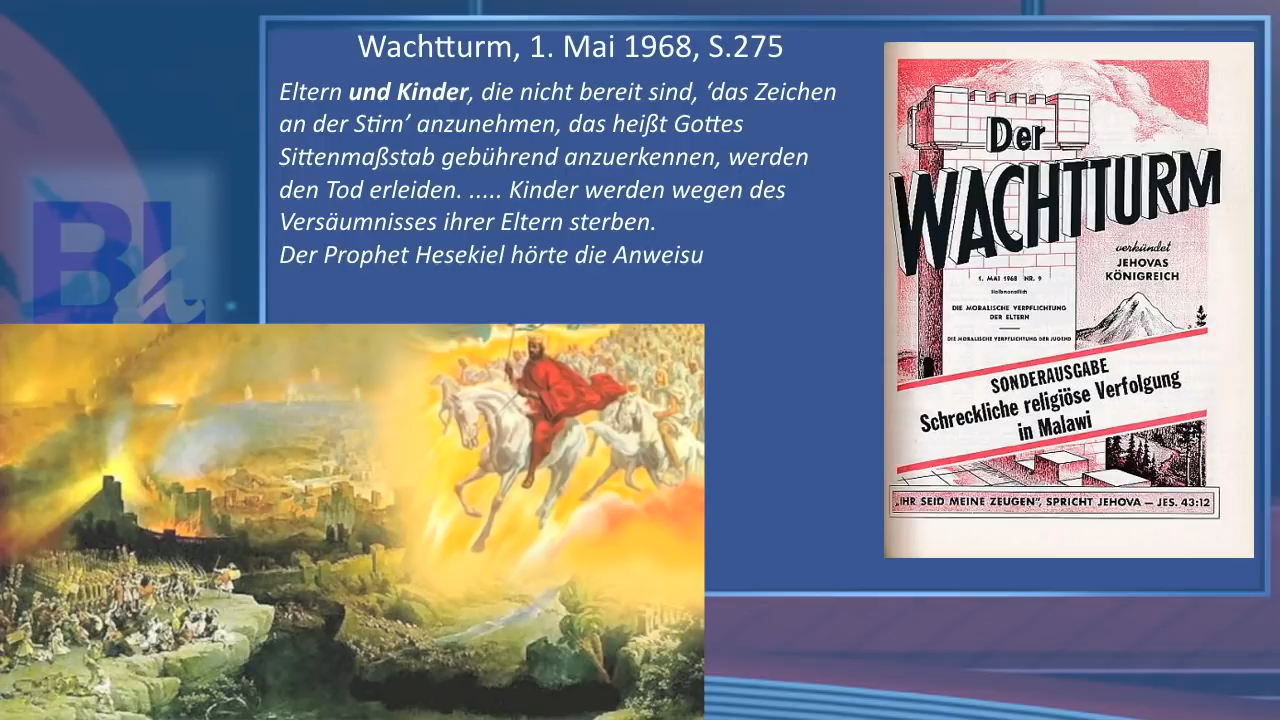 Wachtturm, 1. Mai 1968, S.275
Eltern und Kinder, die nicht bereit sind, ‘das Zeichen
an der Stirn’ anzunehmen, das heißt Gottes
Sittenmaßstab gebührend anzuerkennen, werden
den Tod erleiden. ..... Kinder werden wegen des
Versäumnisses ihrer Eltern sterben.
Der Prophet Hesekiel hörte die Anweisu
Der
WACHTTURM
verkündet
JEHOVAS
KÖNIGREICH
1. MAI 1968 NR. 9
Halbmonatlich
DIE MORALISCHE VERPFLICHTUNG
DER ELTERN
DIE MORALISCHE VERPFLICHTUNG DER JUGEND
SONDERAUSGABE
Schreckliche religiöse Verfolgung
in Malawi
„IHR SEID MEINE ZEUGEN“, SPRICHT JEHOVA — JES. 43:12